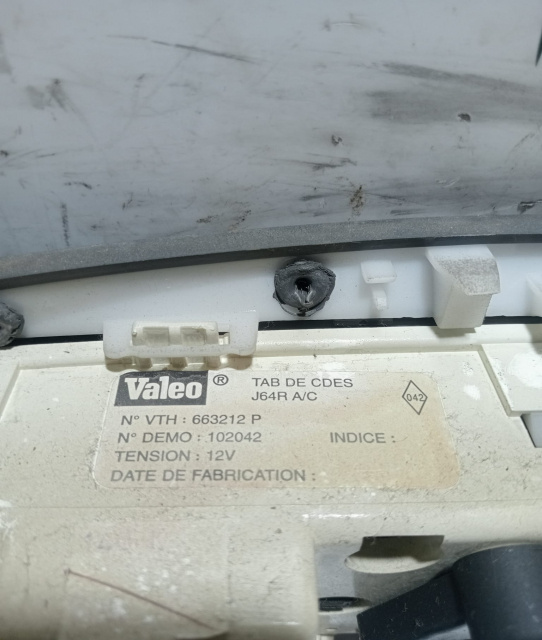 Valeo ® TAB DE CDES
J64R A/C
042
N° VTH : 663212 P
N° DEMO : 102042 INDICE :
TENSION : 12V
DATE DE FABRICATION :